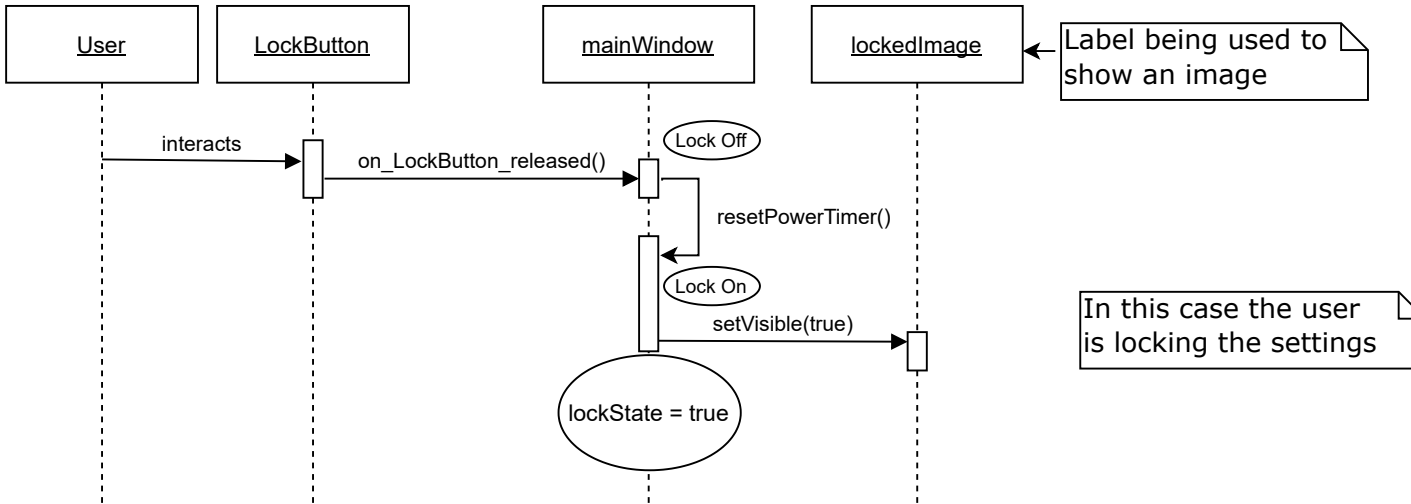 User
LockButton
mainWindow
lockedImage
Label being used to
show an image
interacts
Lock Off
on_LockButton_released()
resetPowerTimer()
Lock On
In this case the user
is locking the settings
setVisible(true)
lockState = true